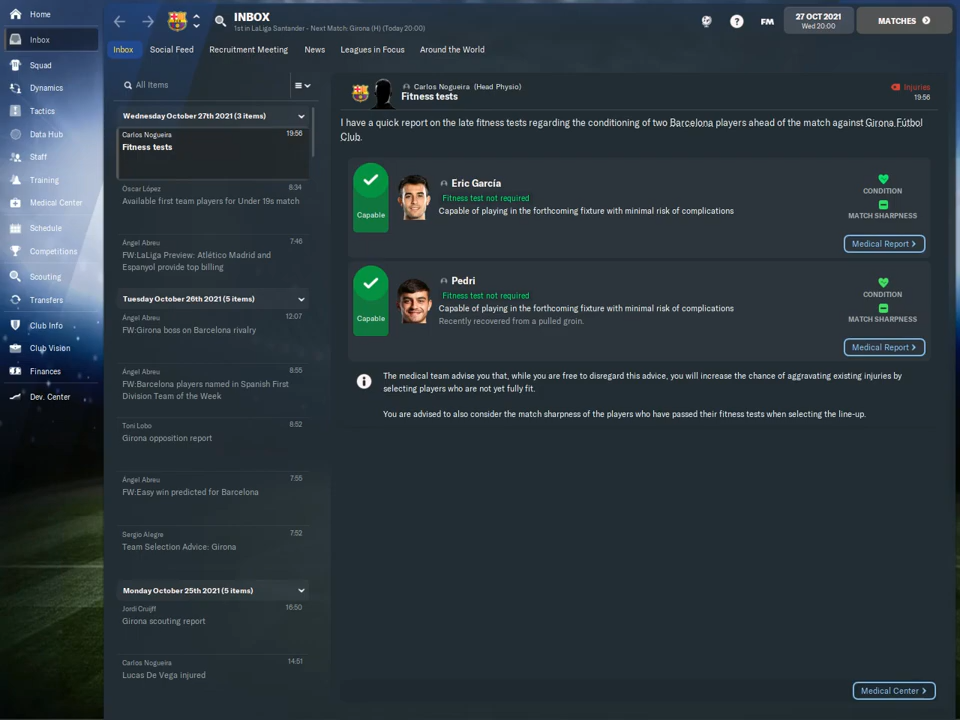 Home
Inbox
Squad
Dynamics
Tactics
Data Hub
Staff
Training
Medical Center
Schedule
Competitions
Scouting
Transfers
Club Info
Club Vision
Finances
Dev. Center
INBOX
1st in LaLiga Santander - Next Match: Girona (H) (Today 20:00)
FM
27 OCT 2021
Wed 20:00
MATCHES
Inbox Social Feed Recruitment Meeting News Leagues in Focus Around the World
All Items
Wednesday October 27th 2021 (3 items)
Carlos Nogueira 19:56
Fitness tests
Óscar López 8:34
Available first team players for Under 19s match
Ángel Abreu 7:46
FW:LaLiga Preview: Atlético Madrid and
Espanyol provide top billing
Tuesday October 26th 2021 (5 items)
Ángel Abreu 12:07
FW:Girona boss on Barcelona rivalry
Ángel Abreu 8:55
FW:Barcelona players named in Spanish First
Division Team of the Week
Toni Lobo 8:52
Girona opposition report
Ángel Abreu 7:55
FW:Easy win predicted for Barcelona
Sergio Alegre 7:52
Team Selection Advice: Girona
Monday October 25th 2021 (5 items)
Jordi Cruijff 16:50
Girona scouting report
Carlos Nogueira 14:51
Lucas De Vega injured
Carlos Nogueira (Head Physio)
Fitness tests
Injuries
19:56
I have a quick report on the late fitness tests regarding the conditioning of two Barcelona players ahead of the match against Girona Fútbol
Club.
Capable
Eric García
Fitness test not required
Capable of playing in the forthcoming fixture with minimal risk of complications
CONDITION
MATCH SHARPNESS
Medical Report
Capable
Pedri
Fitness test not required
Capable of playing in the forthcoming fixture with minimal risk of complications
Recently recovered from a pulled groin.
CONDITION
MATCH SHARPNESS
Medical Report
The medical team advise you that, while you are free to disregard this advice, you will increase the chance of aggravating existing injuries by
selecting players who are not yet fully fit.
You are advised to also consider the match sharpness of the players who have passed their fitness tests when selecting the line-up.
Medical Center